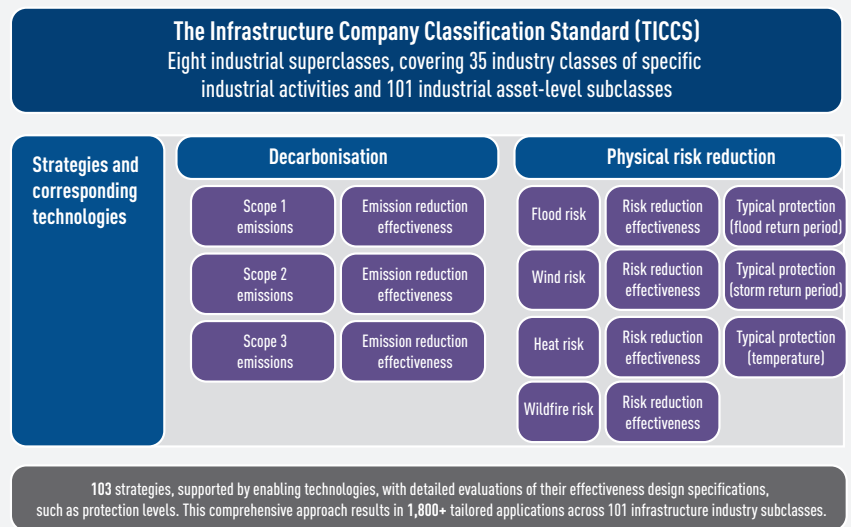 The Infrastructure Company Classification Standard (TICCS)
Eight industrial superclasses, covering 35 industry classes of specific
industrial activities and 101 industrial asset-level subclasses
Strategies and
corresponding
technologies
Decarbonisation
Scope 1
emissions
Emission reduction
effectiveness
Scope 2
emissions
Emission reduction
effectiveness
Scope 3
emissions
Emission reduction
effectiveness
Physical risk reduction
Flood risk
Risk reduction
effectiveness
Typical protection
(flood return period)
Wind risk
Risk reduction
effectiveness
Typical protection
(storm return period)
Heat risk
Risk reduction
effectiveness
Typical protection
(temperature)
Wildfire risk
Risk reduction
effectiveness
103 strategies, supported by enabling technologies, with detailed evaluations of their effectiveness design specifications,
such as protection levels. This comprehensive approach results in 1,800+ tailored applications across 101 infrastructure industry subclasses.